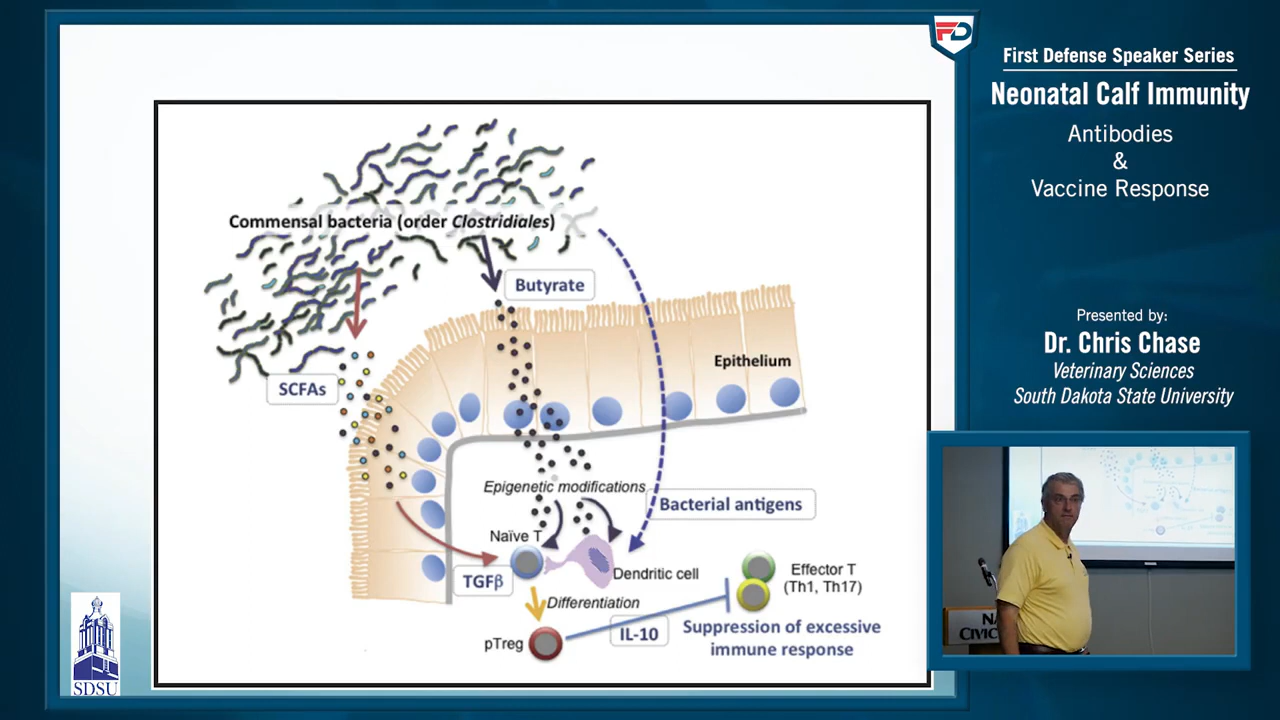 FD
First Defense Speaker Series
Neonatal Calf Immunity
Antibodies
&
Vaccine Response
Commensal bacteria (order Clostridiales)
Butyrate
SCFAs
Epithelium
Epigenetic modifications
Bacterial antigens
Naïve T
Dendritic cell
TGFβ
Differentiation
Effector T
(Th1, Th17)
pTreg
IL-10
Suppression of excessive
immune response
SDSU
Presented by:
Dr. Chris Chase
Veterinary Sciences
South Dakota State University
CIVIC